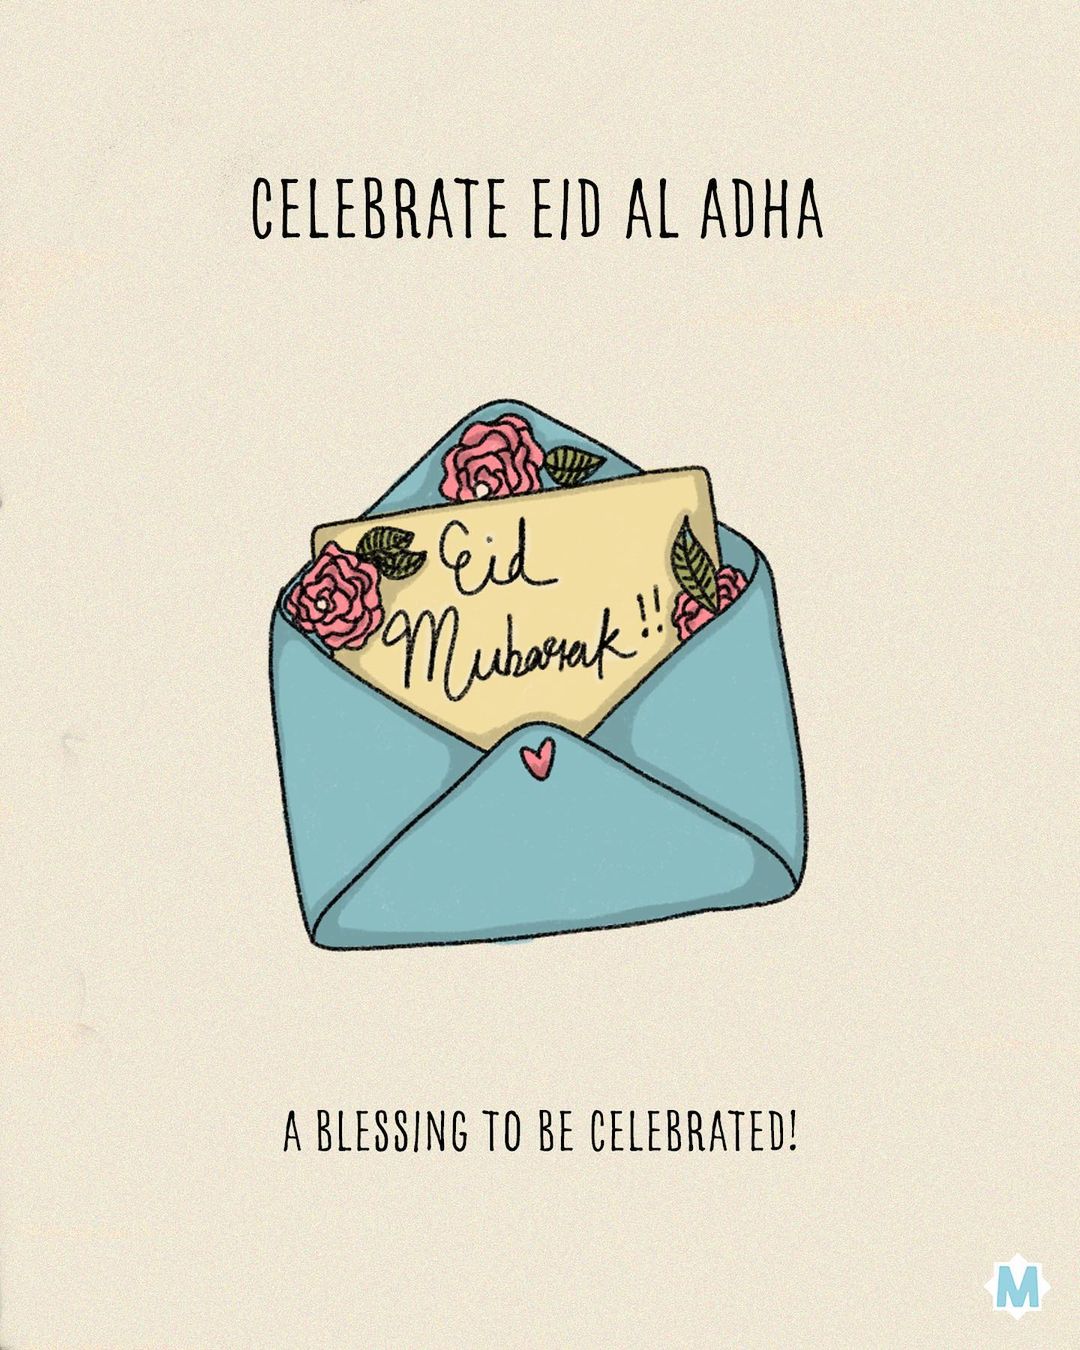 CELEBRATE EID AL ADHA
Eid
Mubarak!!
A BLESSING TO BE CELEBRATED!
M